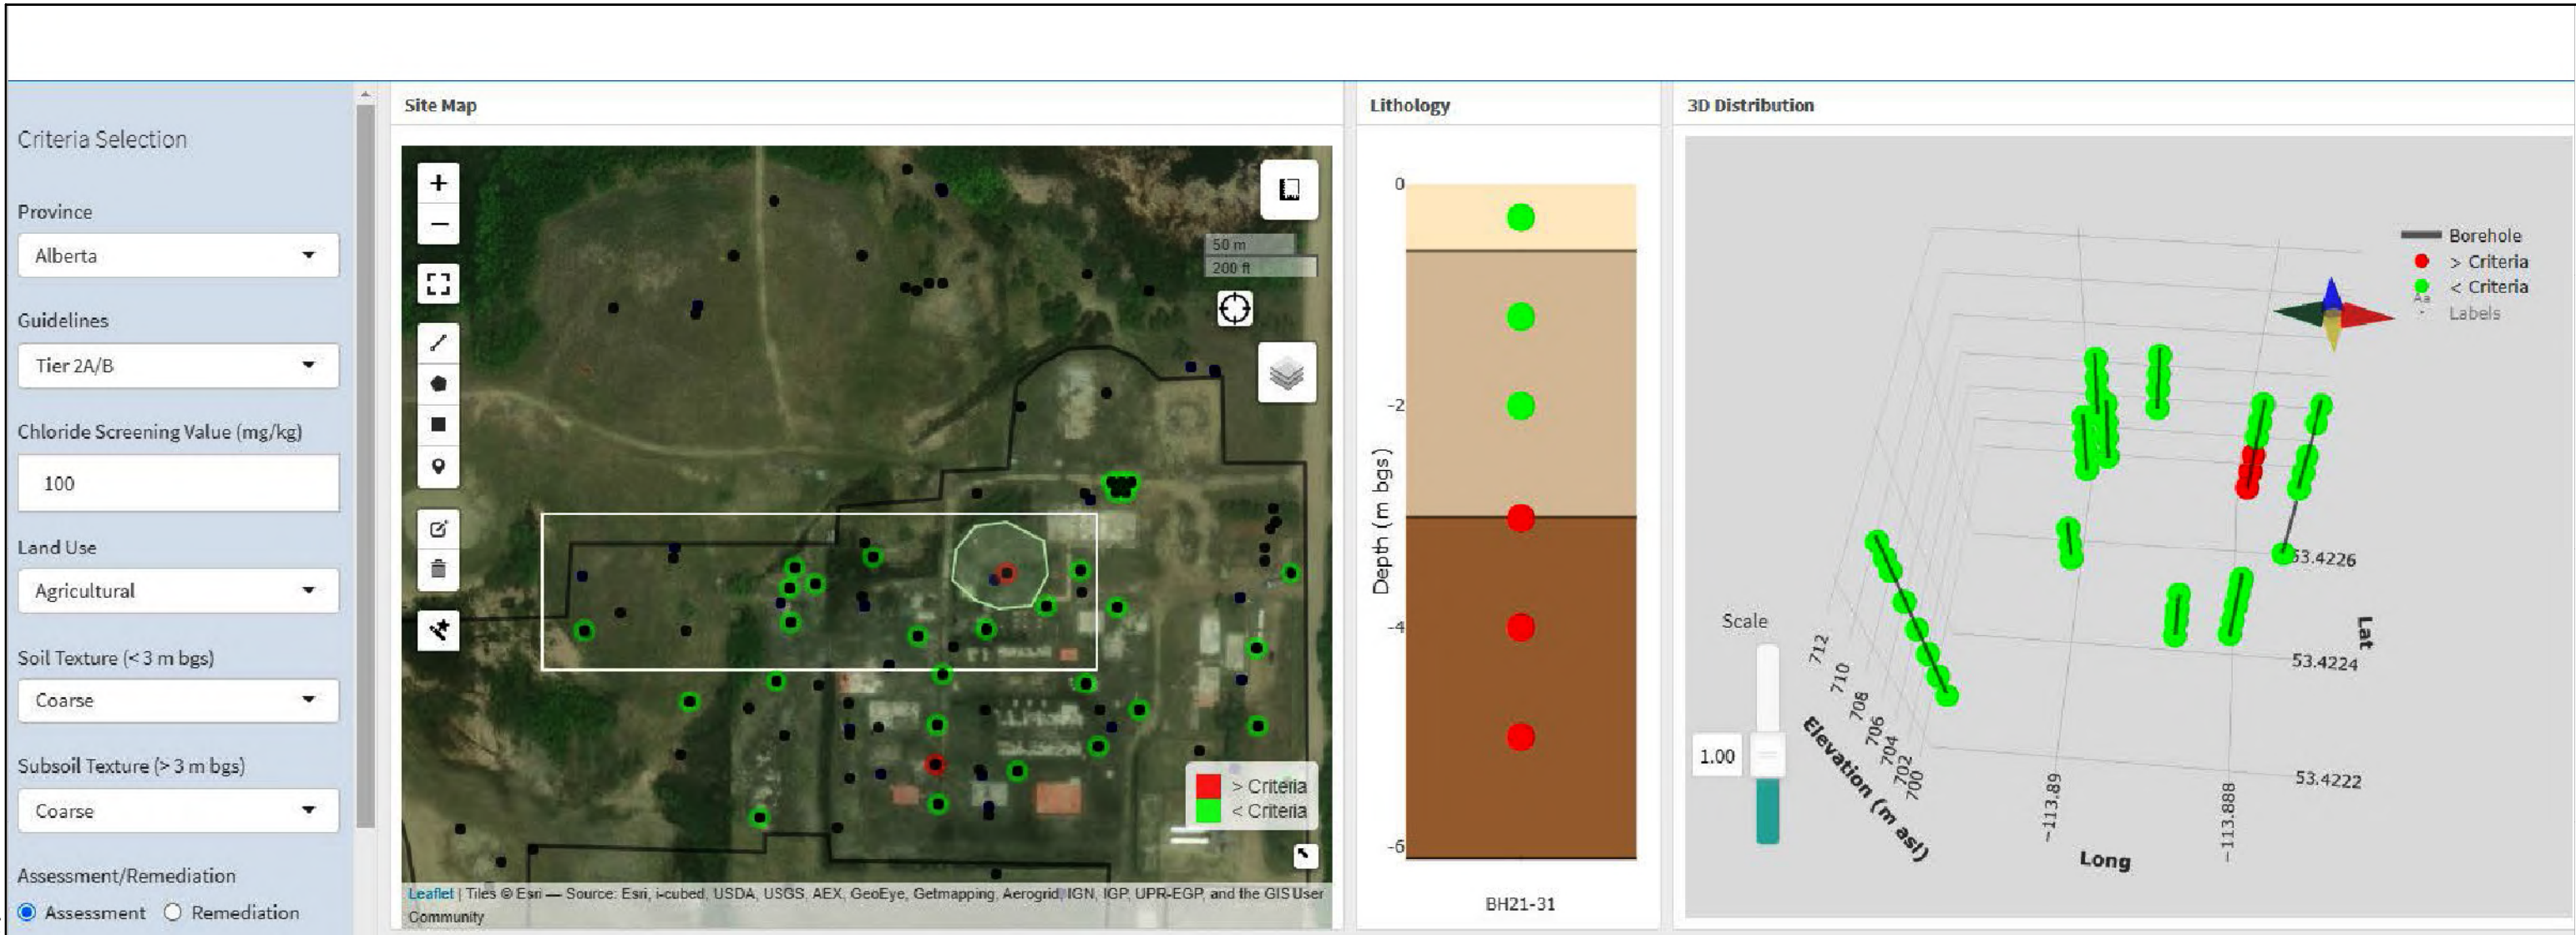 Criteria Selection
Province
Alberta
Guidelines
Tier 2A/B
Chloride Screening Value (mg/kg)
100
Land Use
Agricultural
Soil Texture (< 3 m bgs)
Coarse
Subsoil Texture (> 3 m bgs)
Coarse
Assessment/Remediation
Assessment Remediation
Site Map
+
−
50 m
200 ft
> Criteria
< Criteria
Leaflet | Tiles © Esri — Source: Esri, i-cubed, USDA, USGS, AEX, GeoEye, Getmapping, Aerogrid, IGN, IGP, UPR-EGP, and the GIS User
Community
Lithology
0
-2
-4
-6
Depth (m bgs)
BH21-31
3D Distribution
Borehole
> Criteria
< Criteria
Aa Labels
Scale
1.00
712
710
708
706
704
702
700
Elevation (m asl)
−113.89
−113.888
Long
53.4226
53.4224
53.4222
Lat